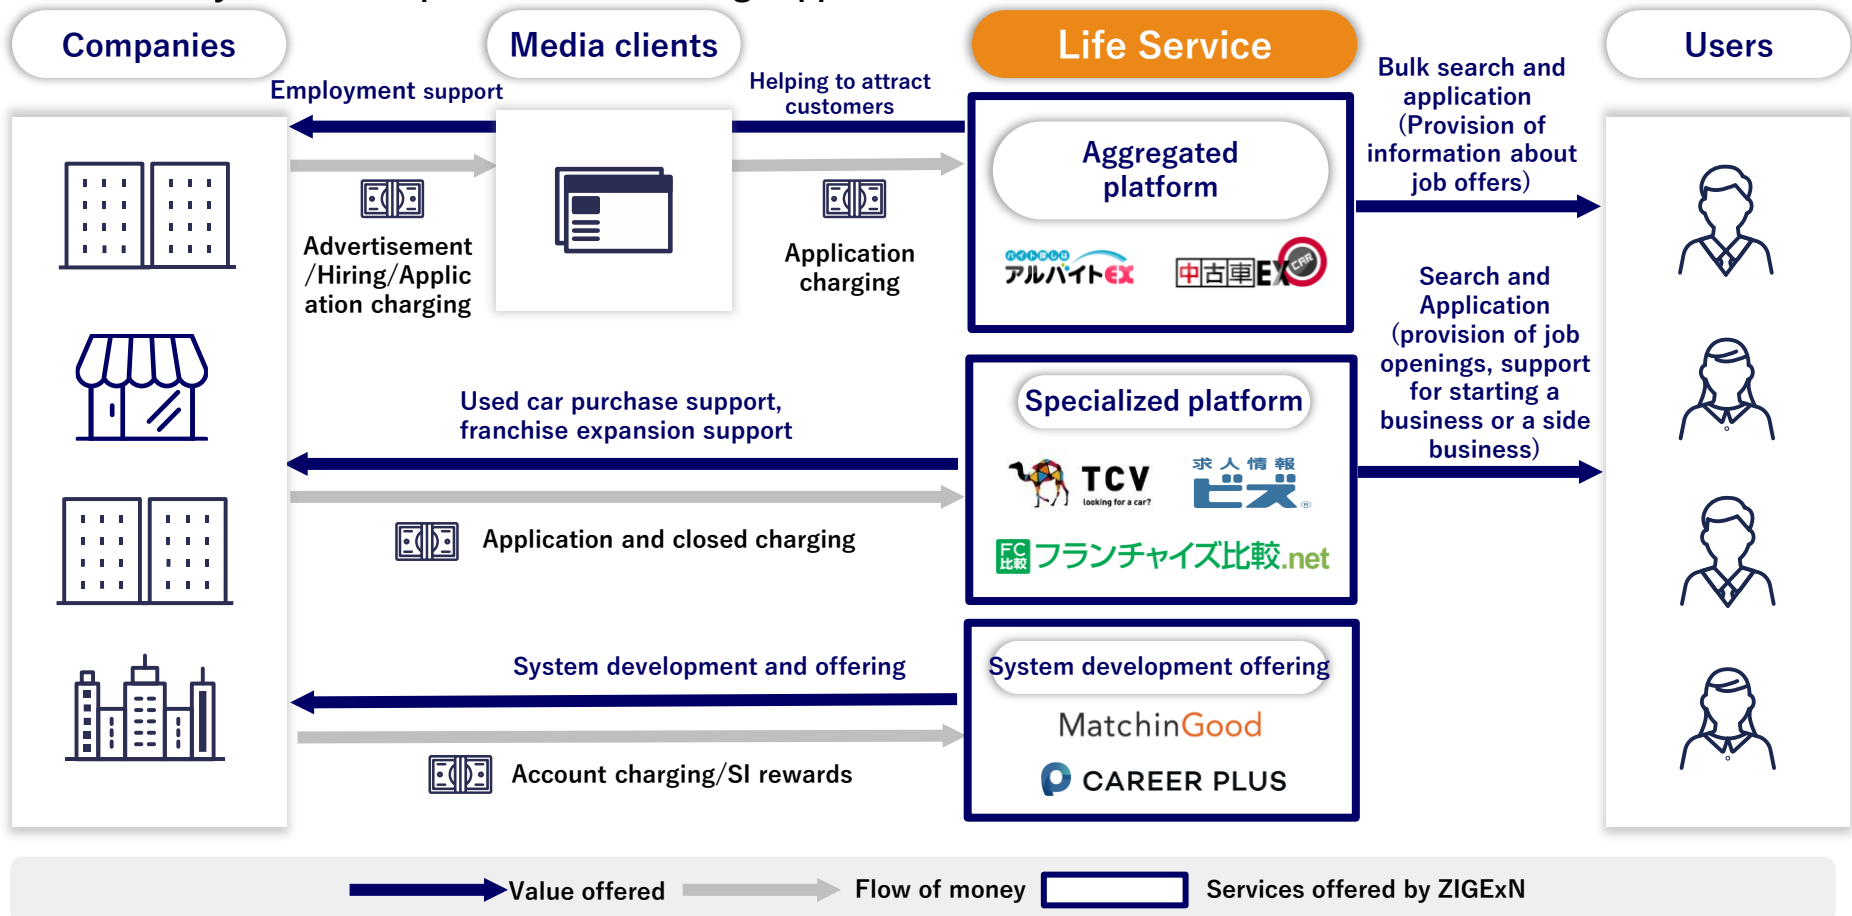 Companies
Media clients
Life Service
Users
Employment support
Helping to attract
customers
Bulk search and
application
(Provision of
information about
job offers)
Advertisement
/Hiring/Applic
ation charging
Application
charging
Aggregated
platform
バイト探しは
アルバイトEX
中古車EX
CAR
Search and
Application
(provision of job
openings, support
for starting a
business or a side
business)
Used car purchase support,
franchise expansion support
Application and closed charging
Specialized platform
TCV
looking for a car?
求人情報
ビズ®
FC
比較
フランチャイズ比較.net
System development and offering
Account charging/SI rewards
System development offering
MatchinGood
CAREER PLUS
Value offered
Flow of money
Services offered by ZIGExN